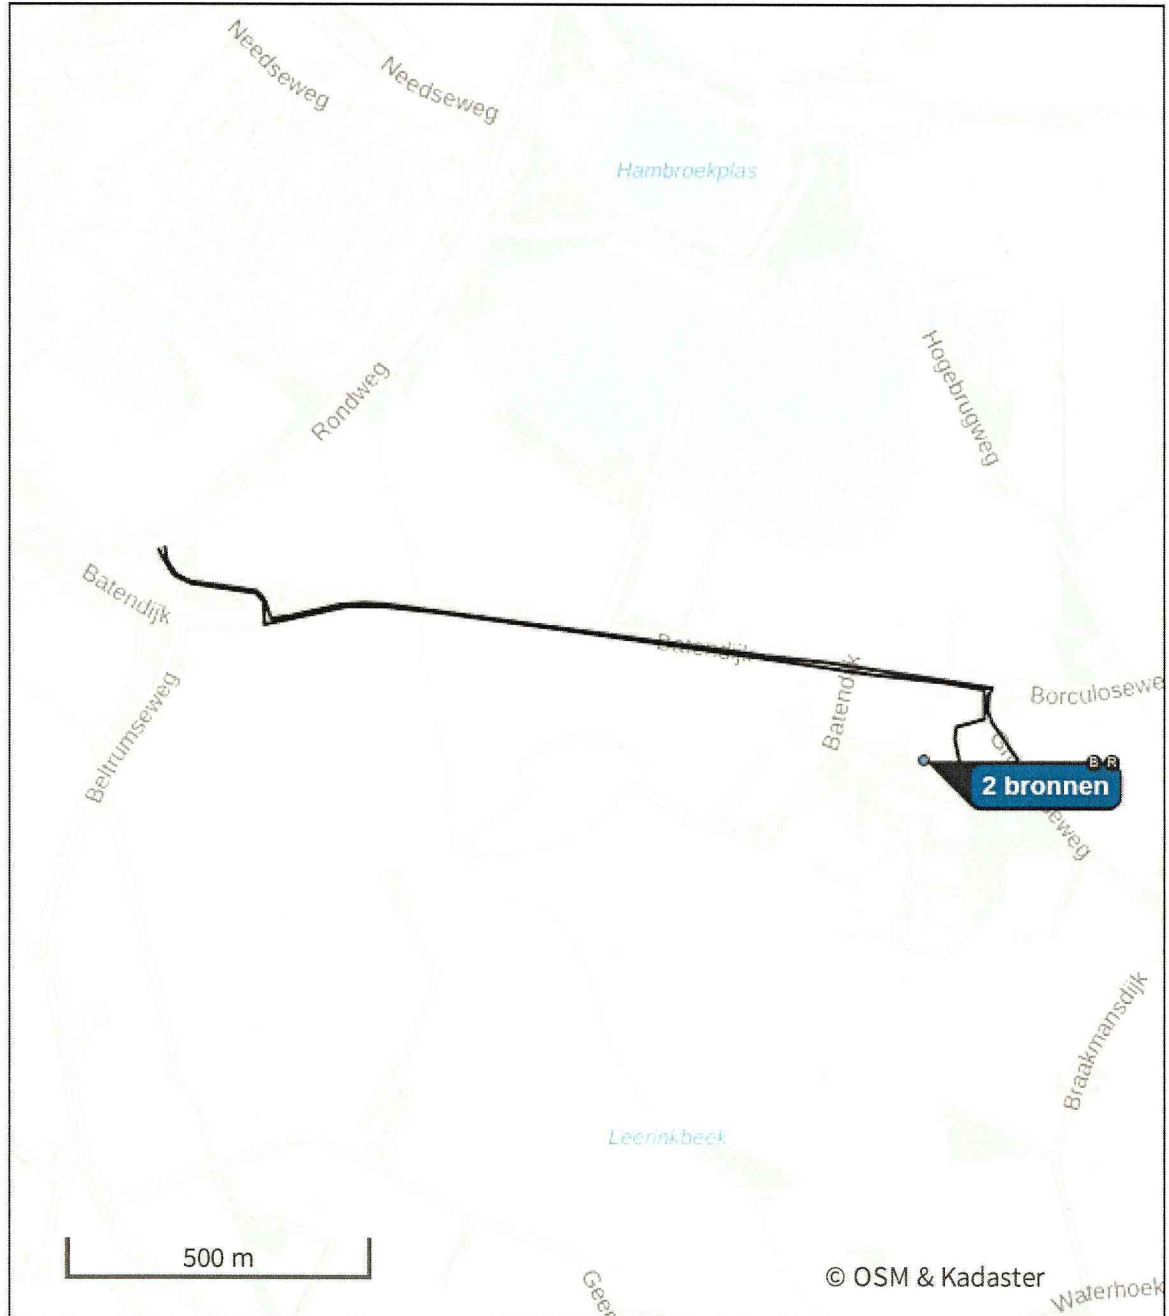 Needseweg
Needseweg
Hambroekplas
Hogebrugweg
Rondweg
Batendijk
Batendijk
Batendijk
Borculosewe
Beltrumseweg
B R
2 bronnen
eweg
Braakmansdijk
Leerinkbeek
500 m
© OSM & Kadaster
Geer
Waterhoek